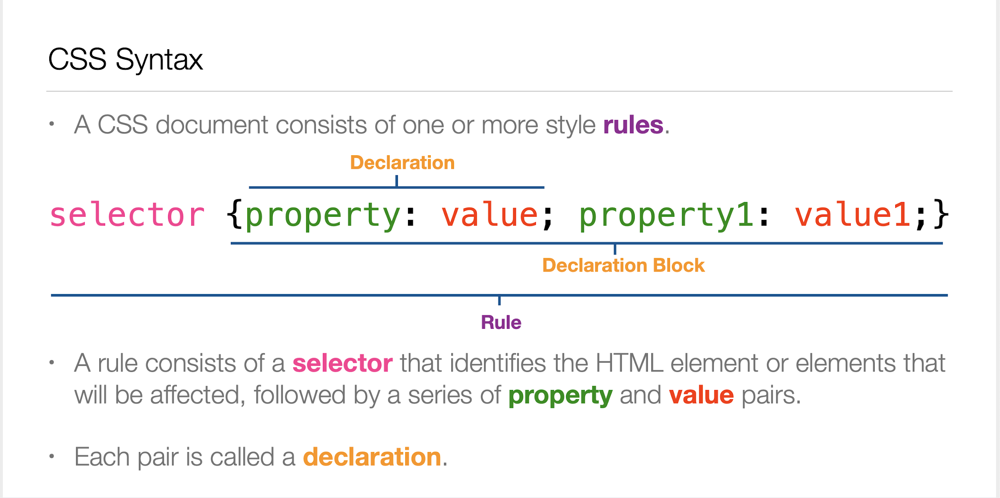 CSS Syntax
• A CSS document consists of one or more style rules.
Declaration
selector {property: value; property1: value1;}
Declaration Block
Rule
• A rule consists of a selector that identifies the HTML element or elements that
will be affected, followed by a series of property and value pairs.
• Each pair is called a declaration.